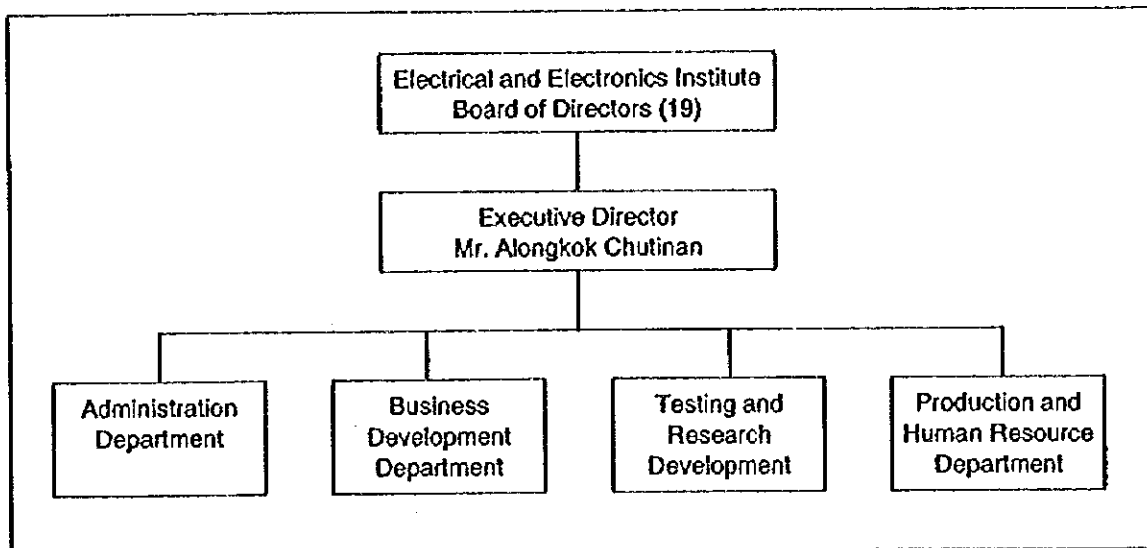 Electrical and Electronics Institute
Board of Directors (19)
Executive Director
Mr. Alongkok Chutinan
Administration
Department
Business
Development
Department
Testing and
Research
Development
Production and
Human Resource
Department